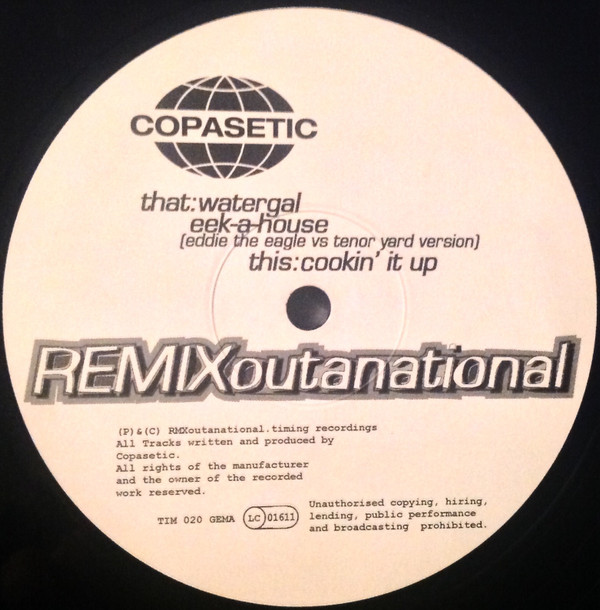 COPASETIC
that:watergal
eek-a-house
(eddie the eagle vs tenor yard version)
this:cookin' it up
REMIXoutanational
(P)&(C) RMXoutanational.timing recordings
All Tracks written and produced by
Copasetic.
All rights of the manufacturer
and the owner of the recorded
work reserved.
TIM 020 GEMA LC 01611
Unauthorised copying, hiring,
lending, public performance
and broadcasting prohibited.